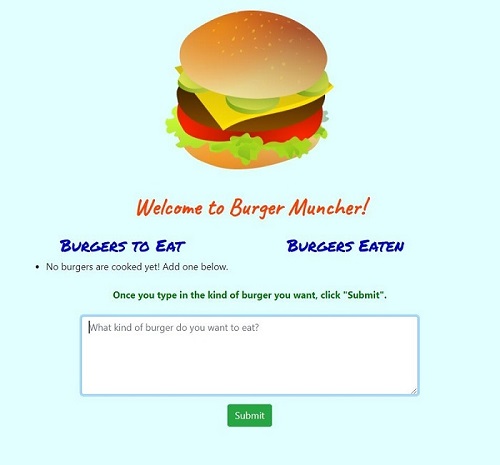 Welcome to Burger Muncher!
Burgers to Eat
Burgers Eaten
No burgers are cooked yet! Add one below.
Once you type in the kind of burger you want, click "Submit".
What kind of burger do you want to eat?
Submit